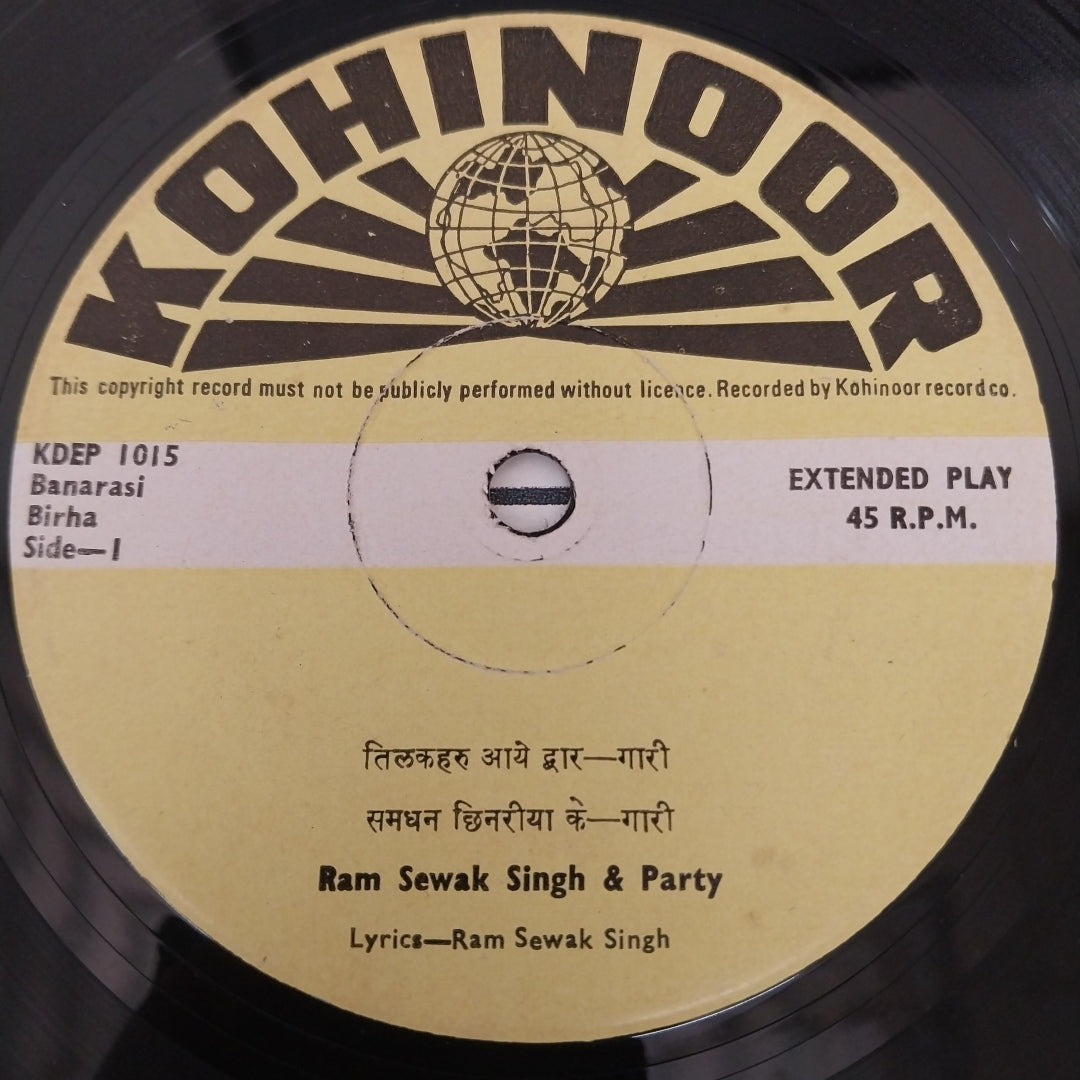 KOHINOOR
This copyright record must not be publicly performed without licence. Recorded by Kohinoor record co.
KDEP 1015
Banarasi
Birha
Side—1
EXTENDED PLAY
45 R.P.M.
तिलकहरु आये द्वार—गारी
समधन छिनरीया के—गारी
Ram Sewak Singh & Party
Lyrics—Ram Sewak Singh